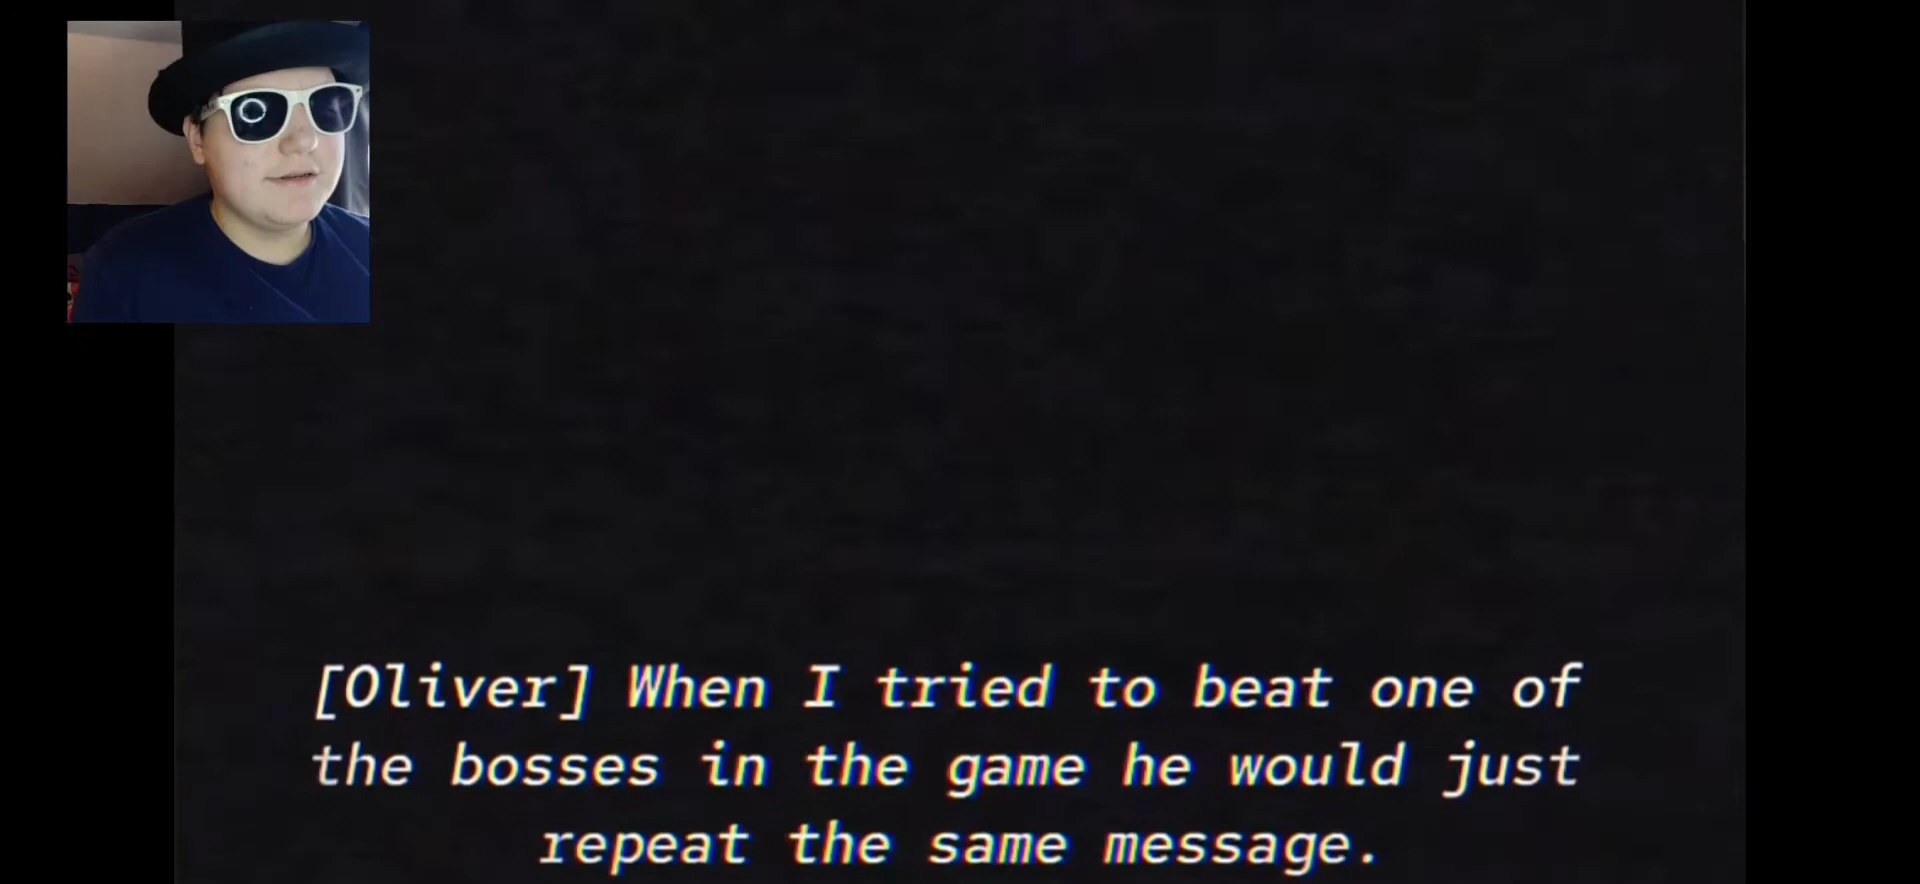 [Oliver] When I tried to beat one of
the bosses in the game he would just
repeat the same message.